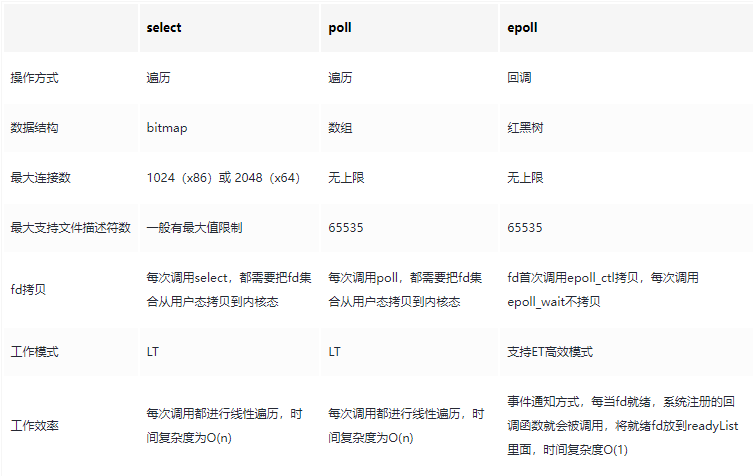 select poll epoll
操作方式 遍历 遍历 回调
数据结构 bitmap 数组 红黑树
最大连接数 1024（x86）或 2048（x64） 无上限 无上限
最大支持文件描述符数 一般有最大值限制 65535 65535
fd拷贝
每次调用select，都需要把fd集
合从用户态拷贝到内核态
每次调用poll，都需要把fd集
合从用户态拷贝到内核态
fd首次调用epoll_ctl拷贝，每次调用
epoll_wait不拷贝
工作模式 LT LT 支持ET高效模式
工作效率
每次调用都进行线性遍历，时
间复杂度为O(n)
每次调用都进行线性遍历，时
间复杂度为O(n)
事件通知方式，每当fd就绪，系统注册的回
调函数就会被调用，将就绪fd放到readyList
里面，时间复杂度O(1)